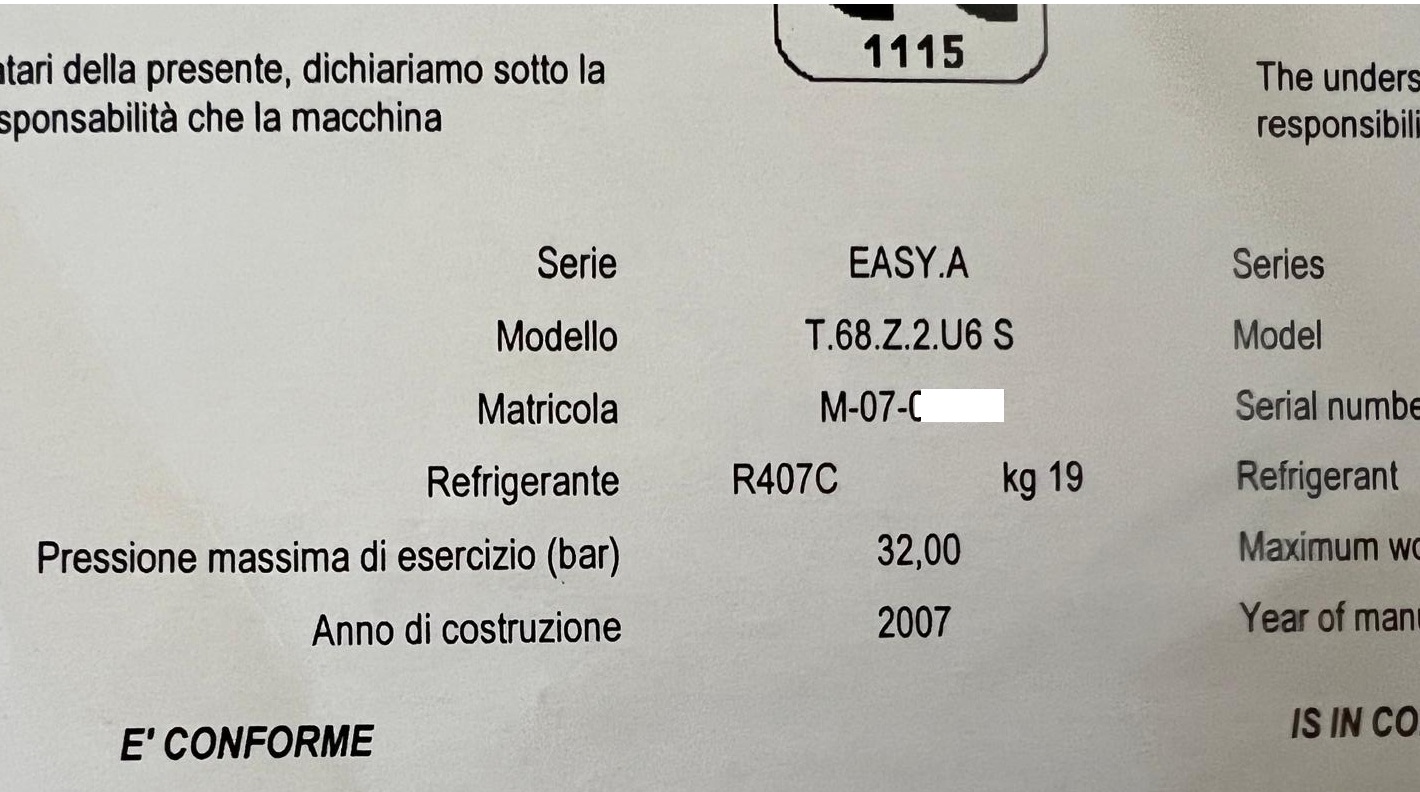 1115
tari della presente, dichiariamo sotto la
sponsabilità che la macchina
The unders
responsibili
Serie EASY.A Series
Modello T.68.Z.2.U6 S Model
Matricola M-07- Serial numbe
Refrigerante R407C kg 19 Refrigerant
Pressione massima di esercizio (bar) 32,00 Maximum wo
Anno di costruzione 2007 Year of manu
E' CONFORME IS IN CO